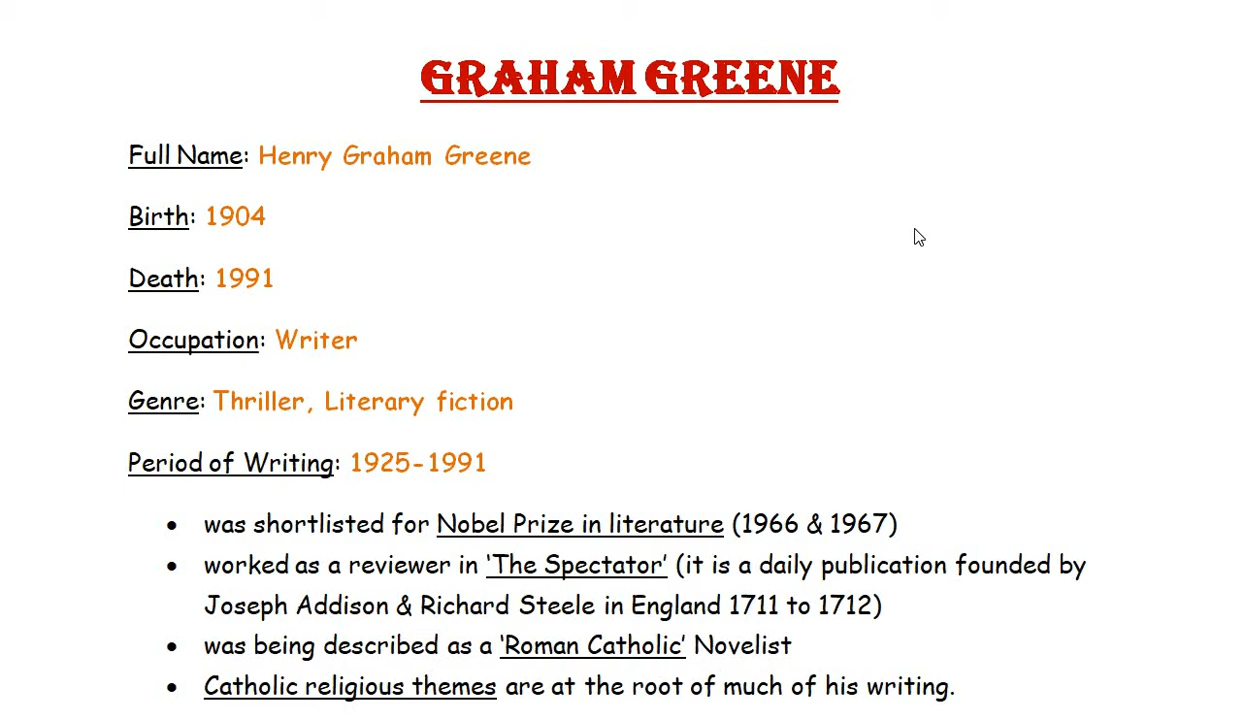 GRAHAM GREENE
Full Name: Henry Graham Greene
Birth: 1904
Death: 1991
Occupation: Writer
Genre: Thriller, Literary fiction
Period of Writing: 1925-1991
• was shortlisted for Nobel Prize in literature (1966 & 1967)
• worked as a reviewer in ‘The Spectator’ (it is a daily publication founded by
Joseph Addison & Richard Steele in England 1711 to 1712)
• was being described as a ‘Roman Catholic’ Novelist
• Catholic religious themes are at the root of much of his writing.